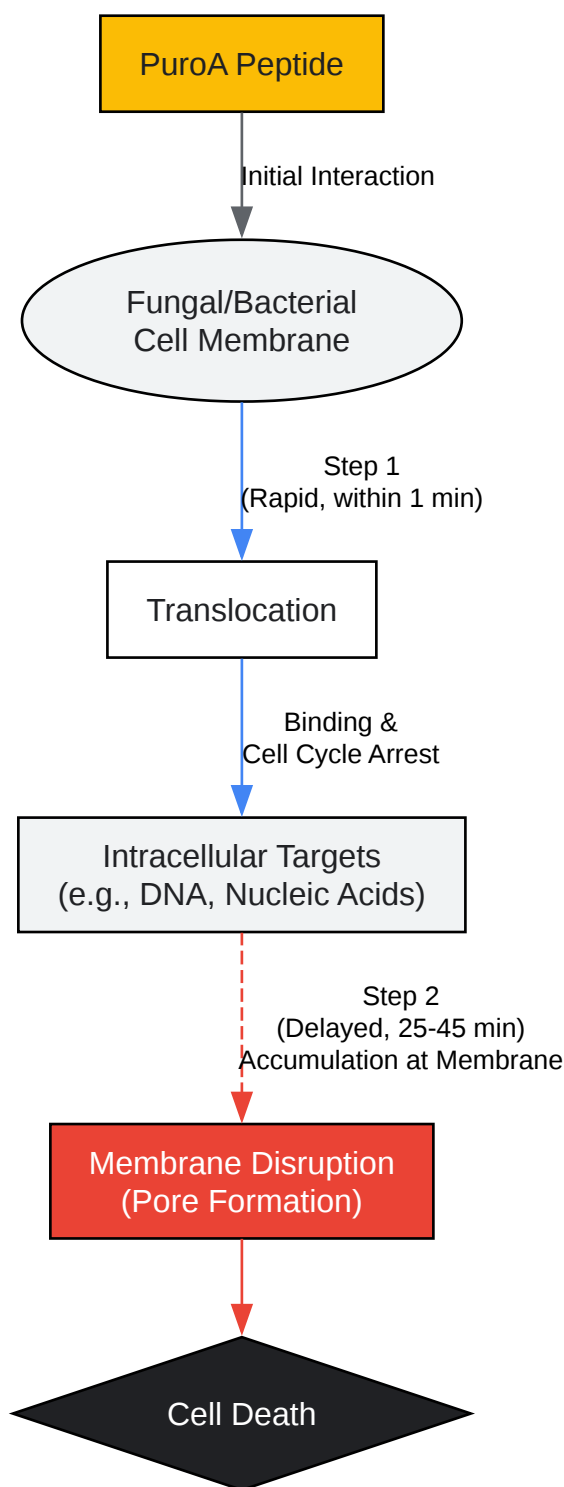 PuroA Peptide
Initial Interaction
Fungal/Bacterial
Cell Membrane
Step 1
(Rapid, within 1 min)
Translocation
Binding &
Cell Cycle Arrest
Intracellular Targets
(e.g., DNA, Nucleic Acids)
Step 2
(Delayed, 25-45 min)
Accumulation at Membrane
Membrane Disruption
(Pore Formation)
Cell Death